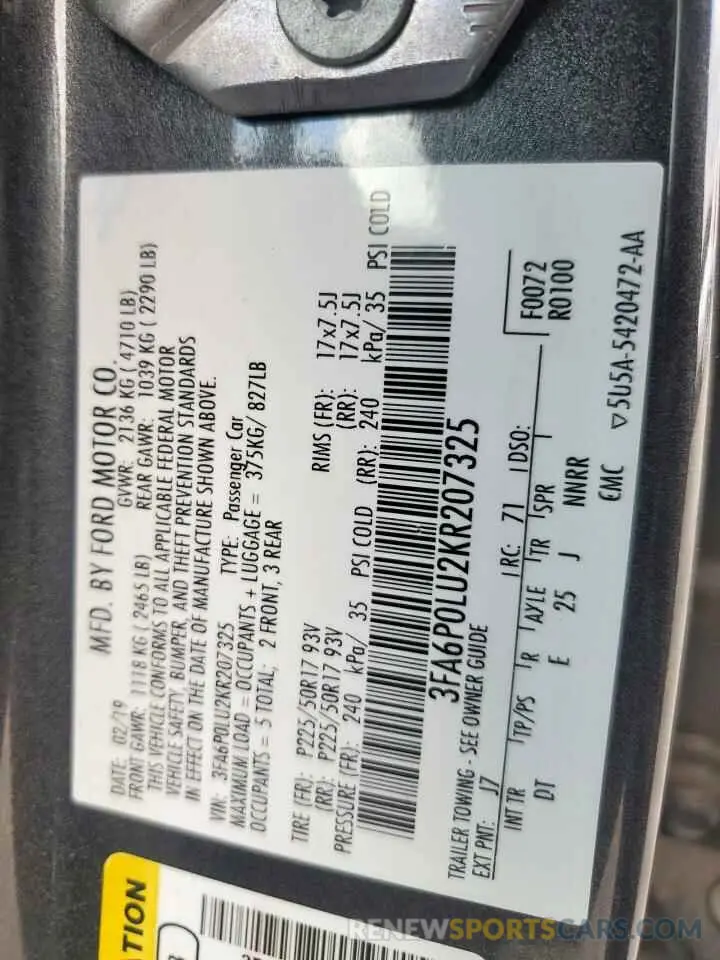 MFD. BY FORD MOTOR CO.
DATE: 02/19 GVWR: 2136 KG ( 4710 LB)
FRONT GAWR: 1118 KG ( 2465 LB) REAR GAWR: 1039 KG ( 2290 LB)
THIS VEHICLE CONFORMS TO ALL APPLICABLE FEDERAL MOTOR
VEHICLE SAFETY, BUMPER, AND THEFT PREVENTION STANDARDS
IN EFFECT ON THE DATE OF MANUFACTURE SHOWN ABOVE.
VIN: 3FA6P0LU2KR207325 TYPE: Passenger Car
MAXIMUM LOAD = OCCUPANTS + LUGGAGE = 375KG/ 827LB
OCCUPANTS = 5 TOTAL; 2 FRONT, 3 REAR
TIRE (FR): P225/50R17 93V RIMS (FR): 17x7.5J
(RR): P225/50R17 93V (RR): 17x7.5J
PRESSURE (FR): 240 kPa/ 35 PSI COLD (RR): 240 kPa/ 35 PSI COLD
3FA6P0LU2KR207325
TRAILER TOWING - SEE OWNER GUIDE
EXT PNT: J7 RC: 71 DSO: F0072
R0100
INT TR TP/PS R AXLE TR SPR
DT E 25 J NNRR
CMC ▽5U5A-5420472-AA
RENEWSPORTSCARS.COM